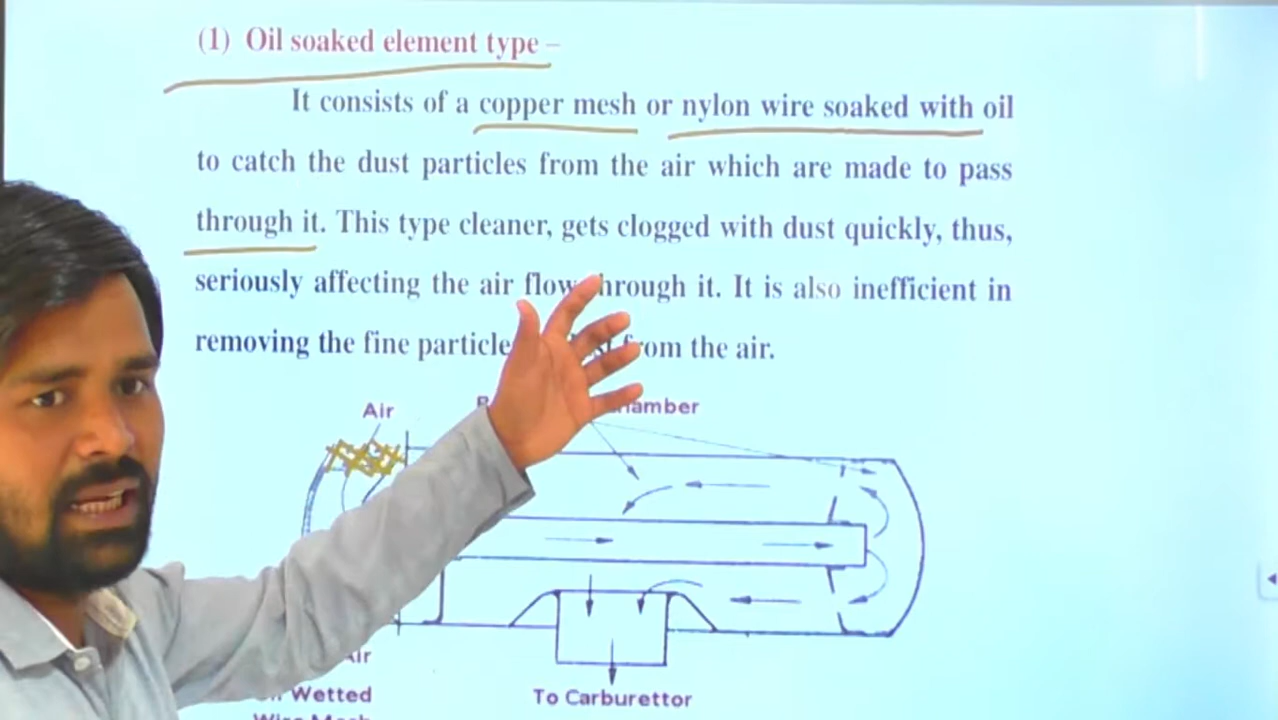 (1) Oil soaked element type –
It consists of a copper mesh or nylon wire soaked with oil
to catch the dust particles from the air which are made to pass
through it. This type cleaner, gets clogged with dust quickly, thus,
seriously affecting the air flow through it. It is also inefficient in
removing the fine particle from the air.
Air
To Carburettor
Wetted
Wire Mesh